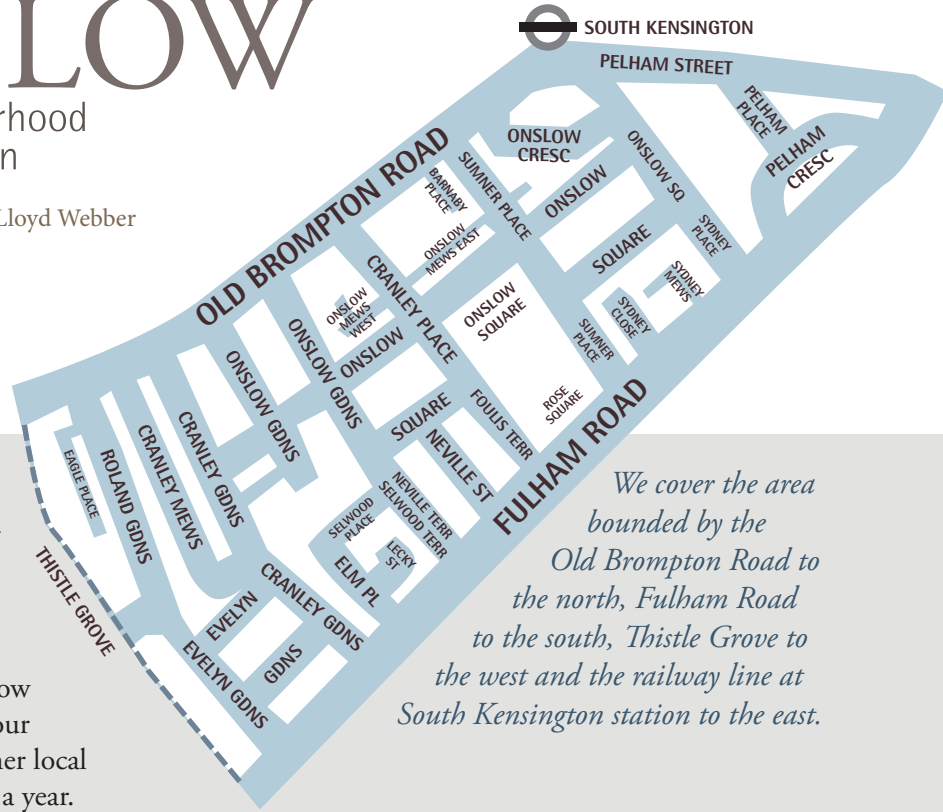 LOW
rhood
n
Lloyd Webber
SOUTH KENSINGTON
PELHAM STREET
PELHAM
PLACE
PELHAM
CRESC
ONSLOW
CRESC
ONSLOW SQ.
OLD BROMPTON ROAD
BARNABY
PLACE
SUMNER PLACE
ONSLOW
SQUARE
SYDNEY
PLACE
SYDNEY
MEWS
SYDNEY
CLOSE
SUMNER
PLACE
ONSLOW
MEWS EAST
CRANLEY PLACE
ONSLOW
SQUARE
ONSLOW
MEWS
WEST
ONSLOW
SQUARE
ONSLOW GDNS
ONSLOW GDNS
ROSE
SQUARE
FOULIS TERR
NEVILLE ST
FULHAM ROAD
CRANLEY GDNS
CRANLEY MEWS
ROLAND GDNS
EAGLE PLACE
THISTLE GROVE
NEVILLE TERR
SELWOOD TERR
SELWOOD
PLACE
LECKY
ST
ELM PL
CRANLEY GDNS
EVELYN
GDNS
EVELYN GDNS
We cover the area
bounded by the
Old Brompton Road to
the north, Fulham Road
to the south, Thistle Grove to
the west and the railway line at
South Kensington station to the east.
ow
our
er local
a year.